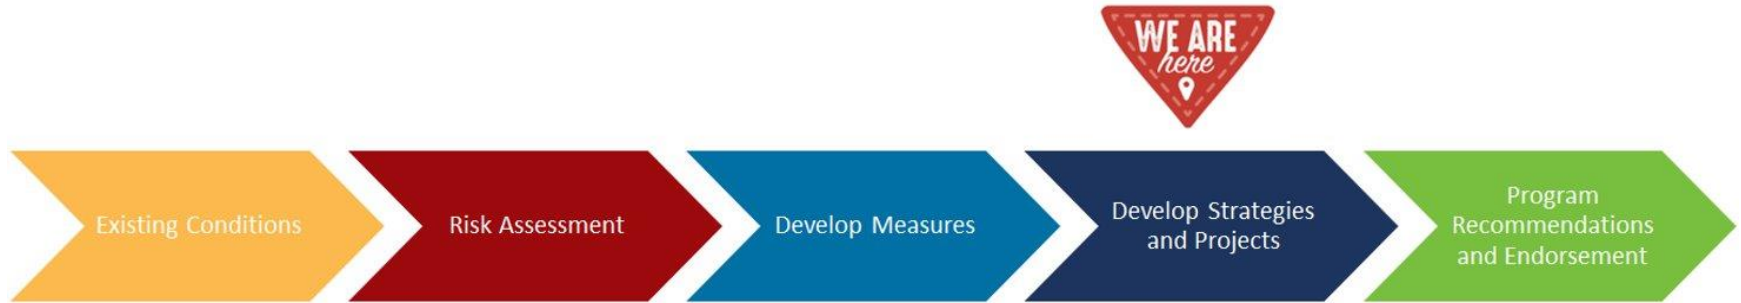 WE ARE
here
Existing Conditions
Risk Assessment
Develop Measures
Develop Strategies
and Projects
Program
Recommendations
and Endorsement